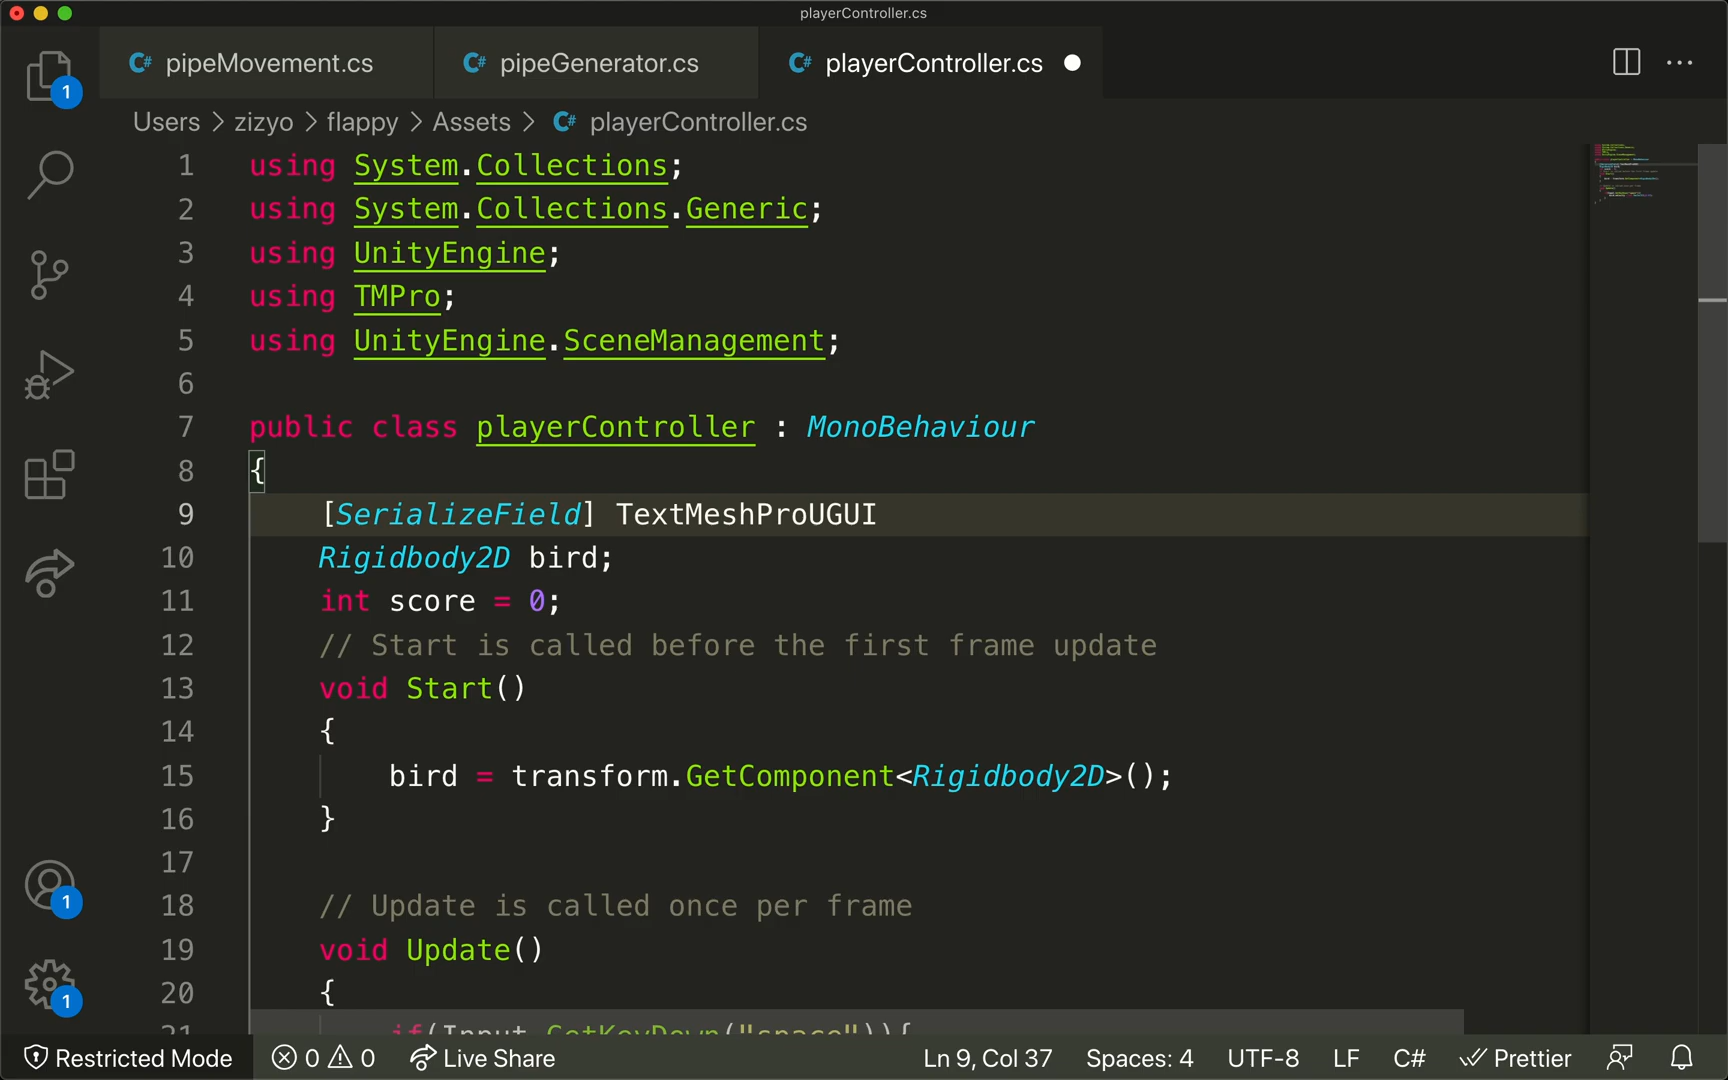 playerController.cs
pipeMovement.cs
pipeGenerator.cs
playerController.cs
Users > zizyo > flappy > Assets > playerController.cs
1 using System.Collections;
2 using System.Collections.Generic;
3 using UnityEngine;
4 using TMPro;
5 using UnityEngine.SceneManagement;
6
7 public class playerController : MonoBehaviour
8 {
9 [SerializeField] TextMeshProUGUI
10 Rigidbody2D bird;
11 int score = 0;
12 // Start is called before the first frame update
13 void Start()
14 {
15 bird = transform.GetComponent<Rigidbody2D>();
16 }
17
18 // Update is called once per frame
19 void Update()
20 {
21 if(Input.GetKeyDown("space")){
1
1
1
Restricted Mode 0 0 Live Share Ln 9, Col 37 Spaces: 4 UTF-8 LF C# Prettier